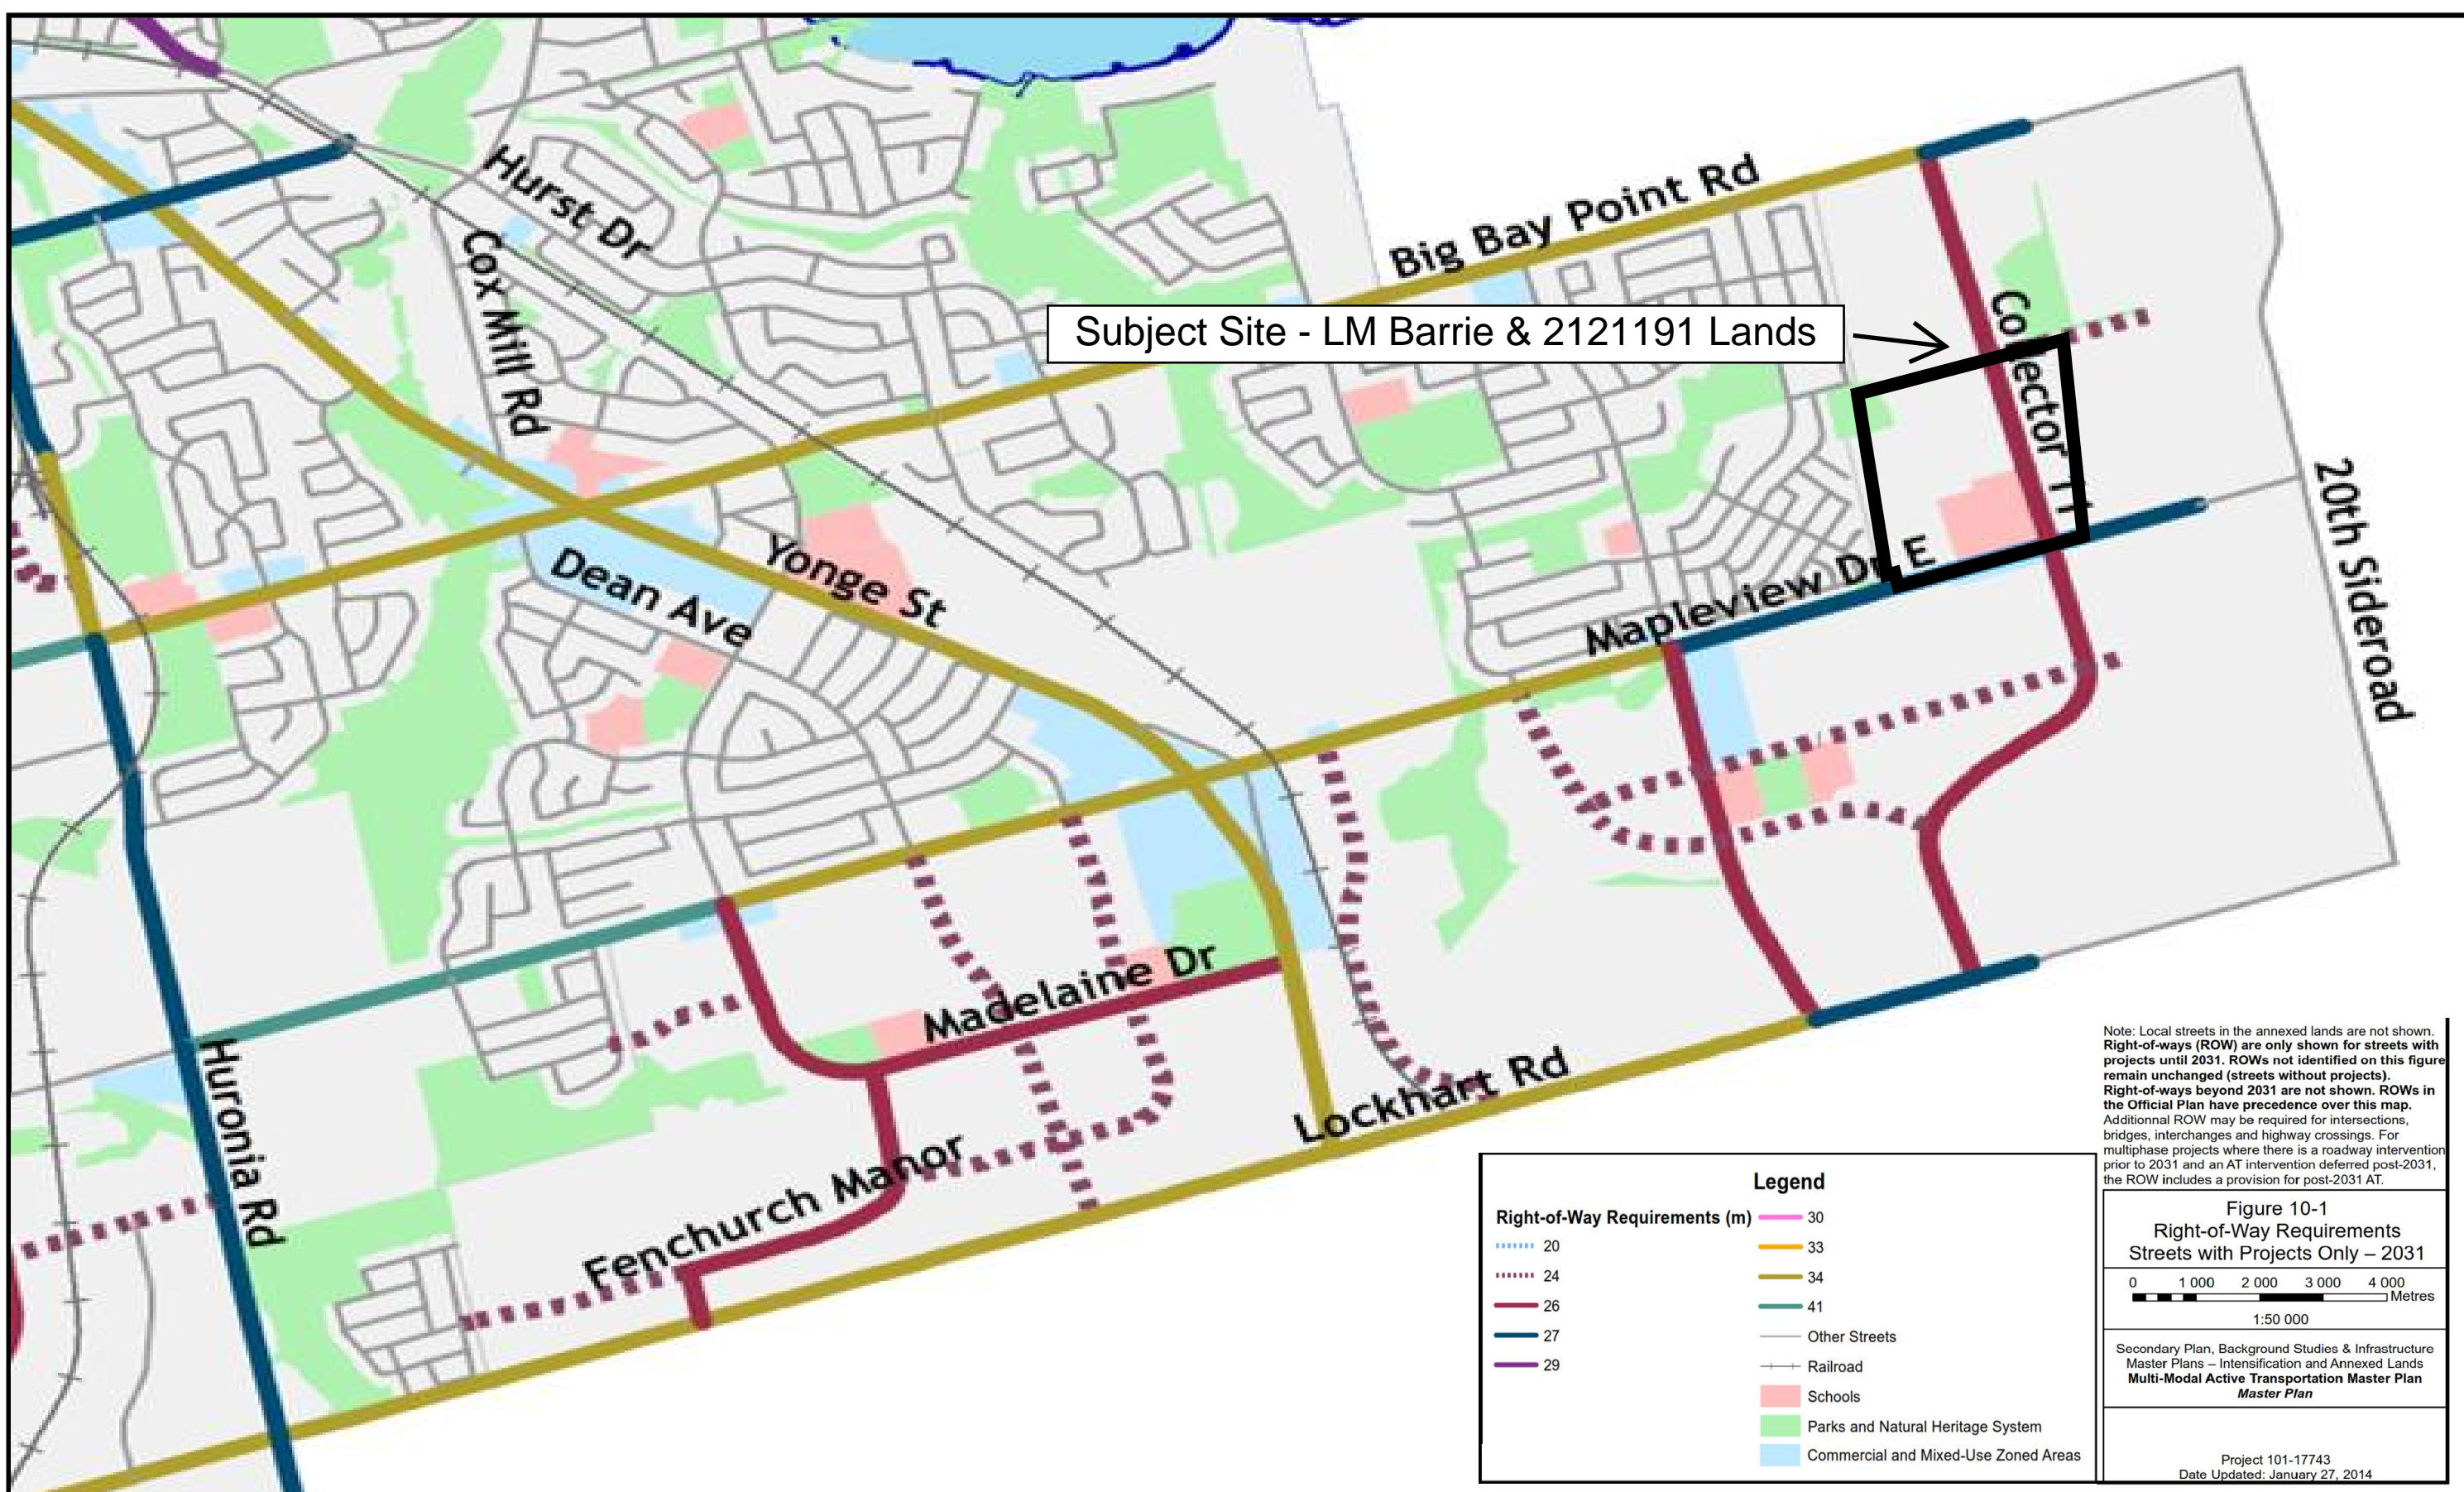 Hurst Dr
Cox Mill Rd
Big Bay Point Rd
Subject Site - LM Barrie & 2121191 Lands
Collector 11
20th Sideroad
Yonge St
Dean Ave
Mapleview Dr E
Madelaine Dr
Huronia Rd
Lockhart Rd
Fenchurch Manor
Note: Local streets in the annexed lands are not shown.
Right-of-ways (ROW) are only shown for streets with
projects until 2031. ROWs not identified on this figure
remain unchanged (streets without projects).
Right-of-ways beyond 2031 are not shown. ROWs in
the Official Plan have precedence over this map.
Additionnal ROW may be required for intersections,
bridges, interchanges and highway crossings. For
multiphase projects where there is a roadway intervention
prior to 2031 and an AT intervention deferred post-2031,
the ROW includes a provision for post-2031 AT.
Legend
Right-of-Way Requirements (m)
20
24
26
27
29
30
33
34
41
Other Streets
Railroad
Schools
Parks and Natural Heritage System
Commercial and Mixed-Use Zoned Areas
Figure 10-1
Right-of-Way Requirements
Streets with Projects Only – 2031
0 1 000 2 000 3 000 4 000
Metres
1:50 000
Secondary Plan, Background Studies & Infrastructure
Master Plans – Intensification and Annexed Lands
Multi-Modal Active Transportation Master Plan
Master Plan
Project 101-17743
Date Updated: January 27, 2014